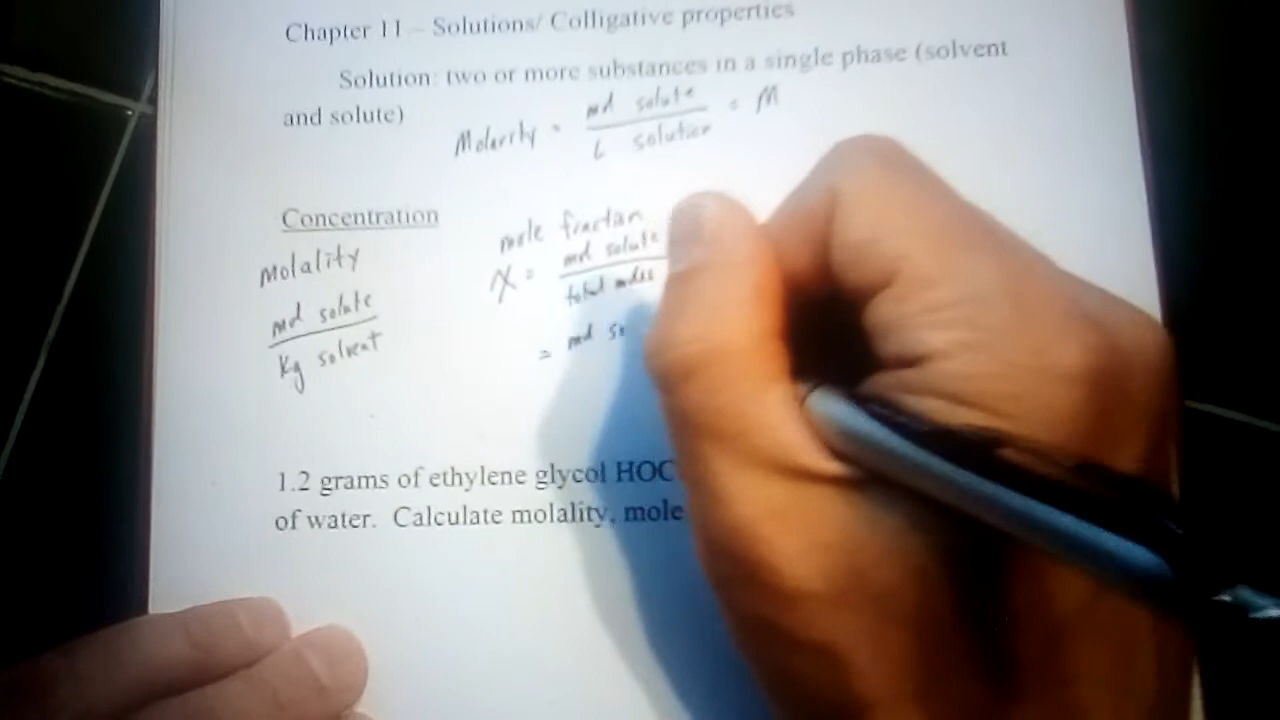 Chapter 11 – Solutions/ Colligative properties
Solution: two or more substances in a single phase (solvent
and solute)
Molarity = mol solute / L solution = M
Concentration
Molality
mol solute
Kg solvent
mole fraction
X = mol solute / total moles
= mol so
1.2 grams of ethylene glycol HOC
of water. Calculate molality, mole